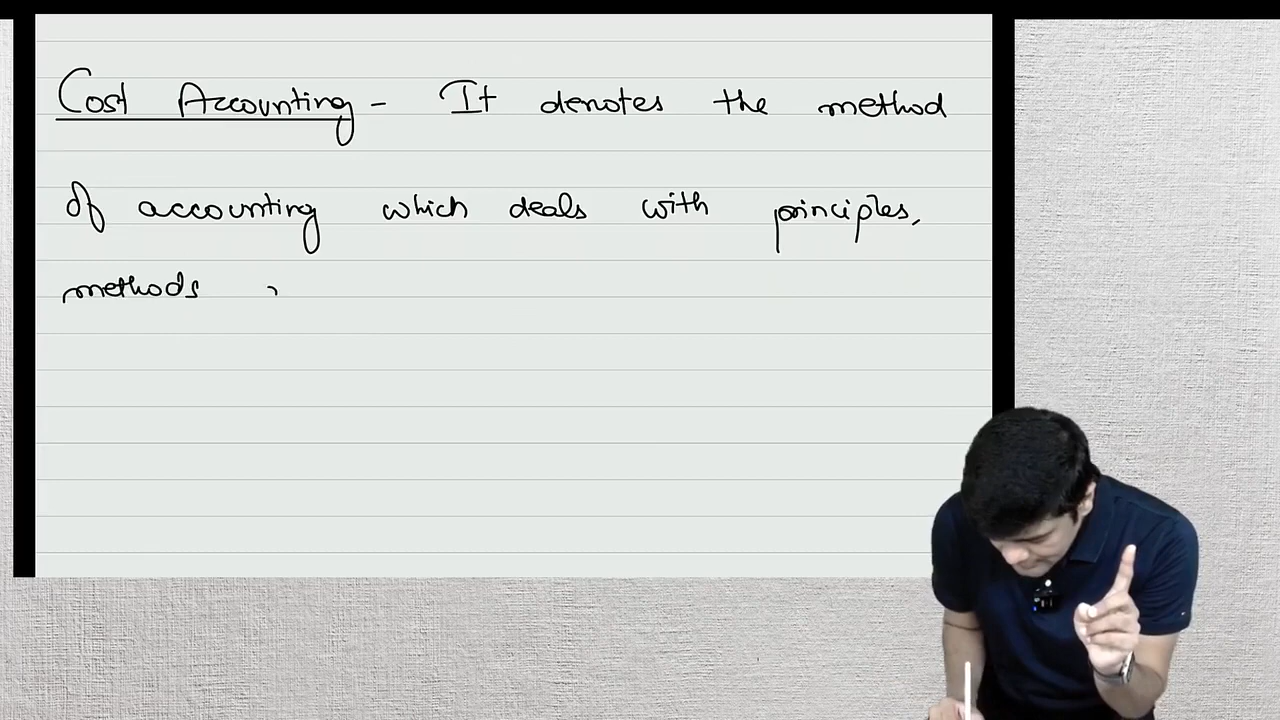 Cost Accounting - It denotes the method
of accounting which deals with principles,
methods ,